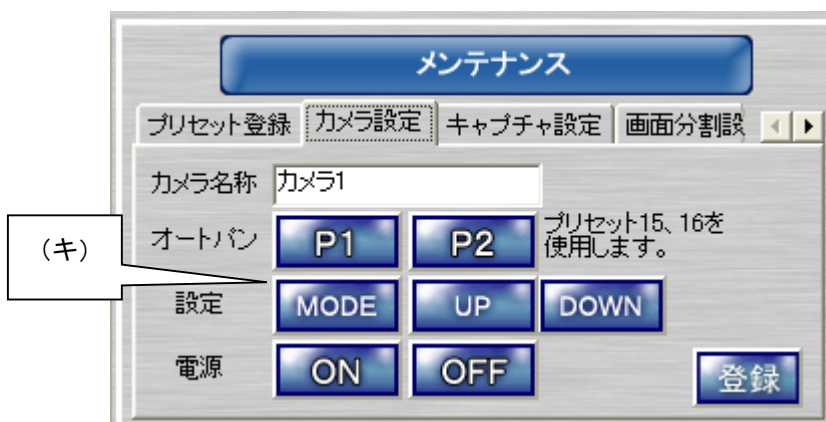 メンテナンス
プリセット登録 カメラ設定 キャプチャ設定 画面分割設
カメラ名称 カメラ1
オートパン P1 P2 プリセット15、16を
使用します。
(キ)
設定 MODE UP DOWN
電源 ON OFF 登録